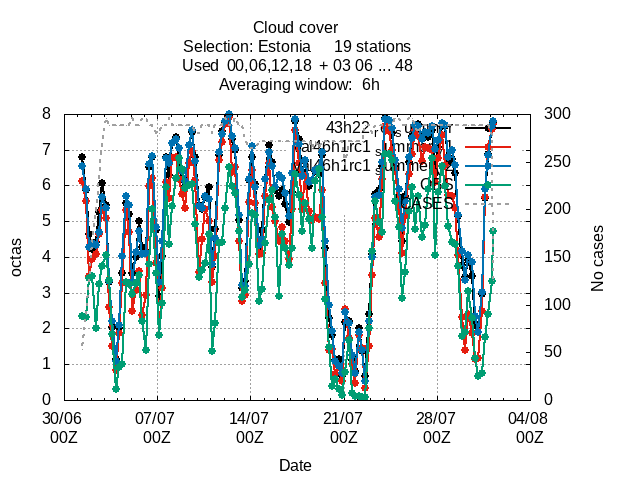 Cloud cover
Selection: Estonia 19 stations
Used 00,06,12,18 + 03 06 ... 48
Averaging window: 6h
8
7
6
5
4
3
2
1
0
octas
300
250
200
150
100
50
0
No cases
43h22
OBS
CASES
30/06 00Z
07/07 00Z
14/07 00Z
21/07 00Z
28/07 00Z
04/08 00Z
Date